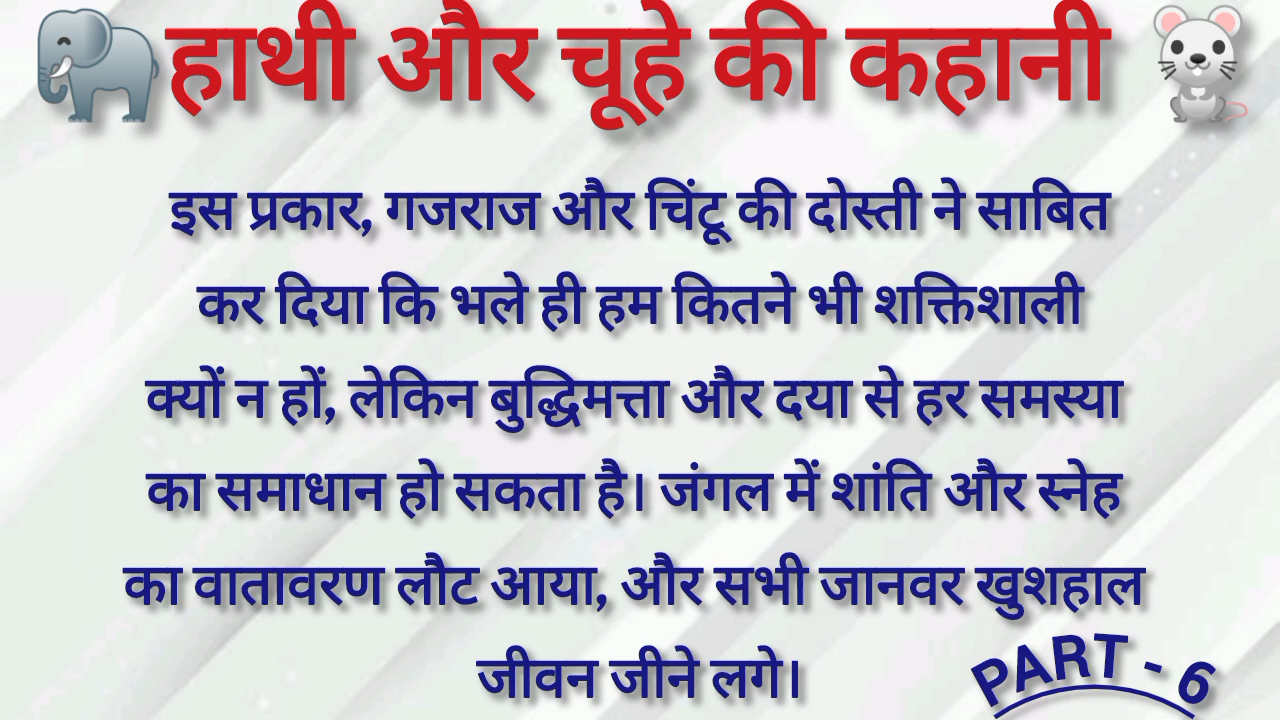 हाथी और चूहे की कहानी
इस प्रकार, गजराज और चिंटू की दोस्ती ने साबित
कर दिया कि भले ही हम कितने भी शक्तिशाली
क्यों न हों, लेकिन बुद्धिमत्ता और दया से हर समस्या
का समाधान हो सकता है। जंगल में शांति और स्नेह
का वातावरण लौट आया, और सभी जानवर खुशहाल
जीवन जीने लगे।
PART - 6